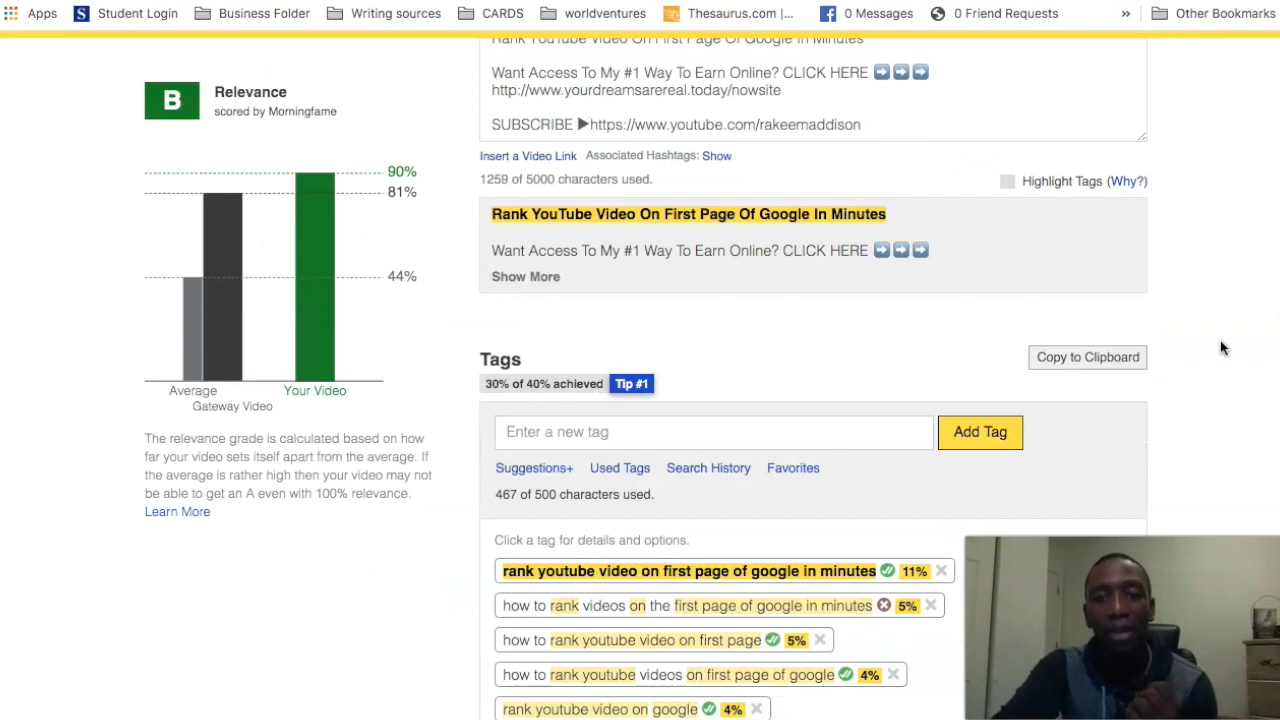 Apps Student Login Business Folder Writing sources CARDS worldventures Thesaurus.com |... 0 Messages 0 Friend Requests » Other Bookmarks
Rank YouTube Video On First Page Of Google In Minutes
Want Access To My #1 Way To Earn Online? CLICK HERE ➡️➡️➡️
http://www.yourdreamsarereal.today/nowsite
SUBSCRIBE ▶https://www.youtube.com/rakeemaddison
Insert a Video Link Associated Hashtags: Show
1259 of 5000 characters used.
Highlight Tags (Why?)
Rank YouTube Video On First Page Of Google In Minutes
Want Access To My #1 Way To Earn Online? CLICK HERE ➡️➡️➡️
Show More
B Relevance
scored by Morningfame
90%
81%
44%
Average
Your Video
Gateway Video
The relevance grade is calculated based on how
far your video sets itself apart from the average. If
the average is rather high then your video may not
be able to get an A even with 100% relevance.
Learn More
Tags
Copy to Clipboard
30% of 40% achieved Tip #1
Enter a new tag Add Tag
Suggestions+ Used Tags Search History Favorites
467 of 500 characters used.
Click a tag for details and options.
rank youtube video on first page of google in minutes 11%
how to rank videos on the first page of google in minutes 5%
how to rank youtube video on first page 5%
how to rank youtube videos on first page of google 4%
rank youtube video on google 4%